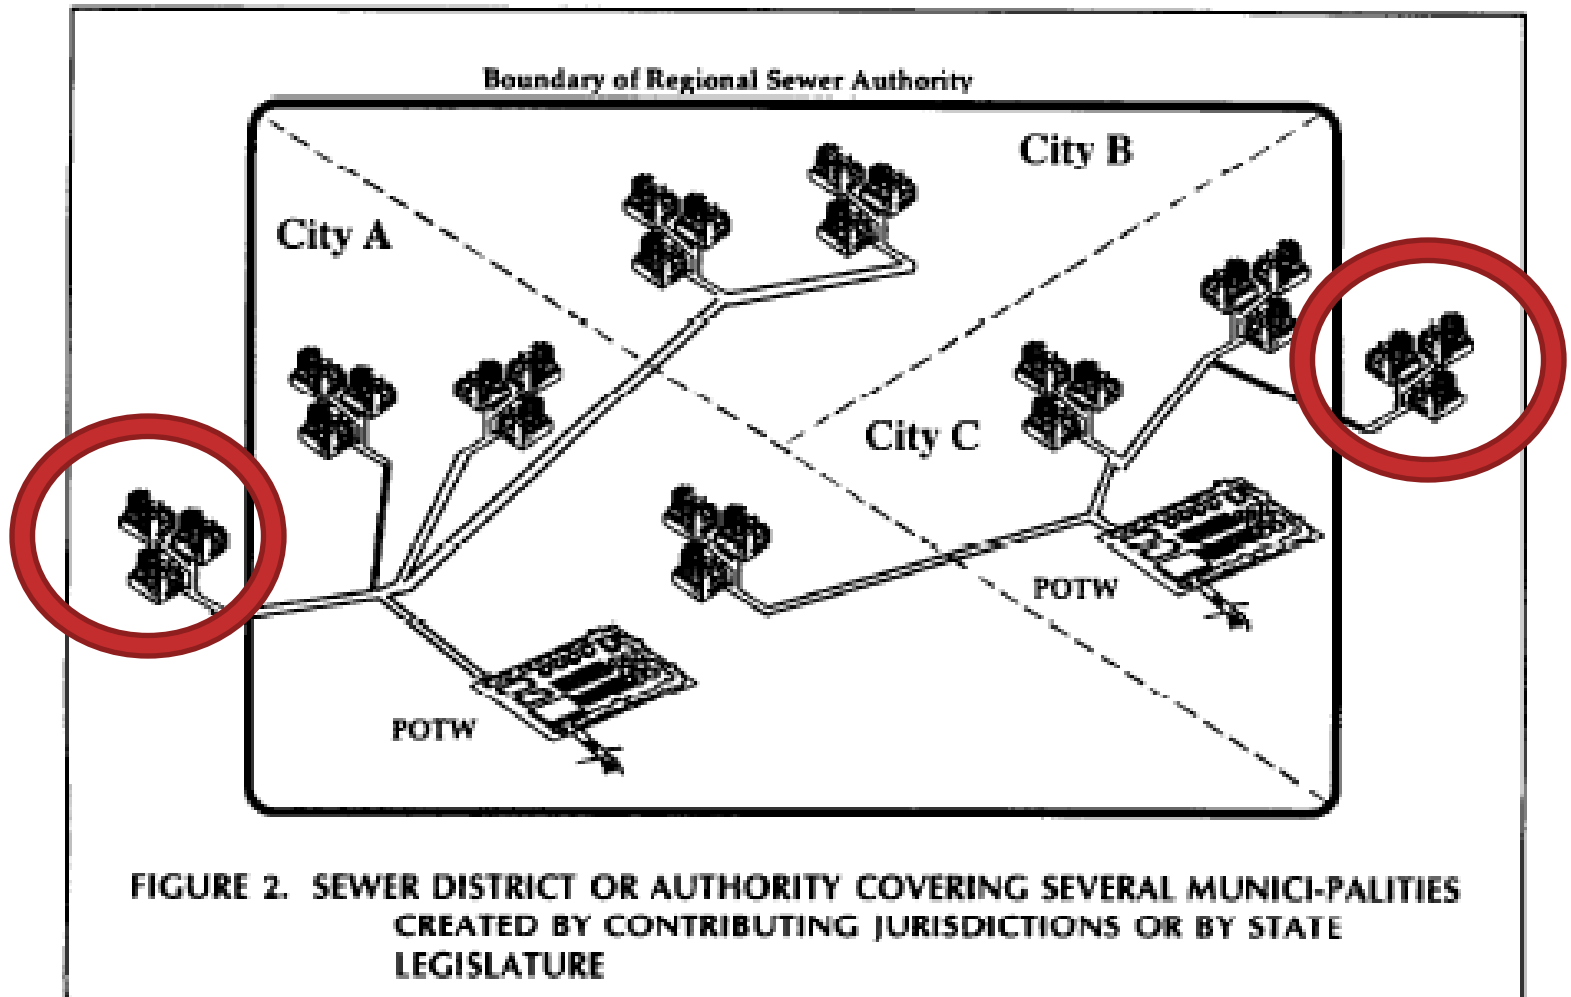 Boundary of Regional Sewer Authority
City B
City A
City C
POTW
POTW
FIGURE 2. SEWER DISTRICT OR AUTHORITY COVERING SEVERAL MUNICI-PALITIES
CREATED BY CONTRIBUTING JURISDICTIONS OR BY STATE
LEGISLATURE